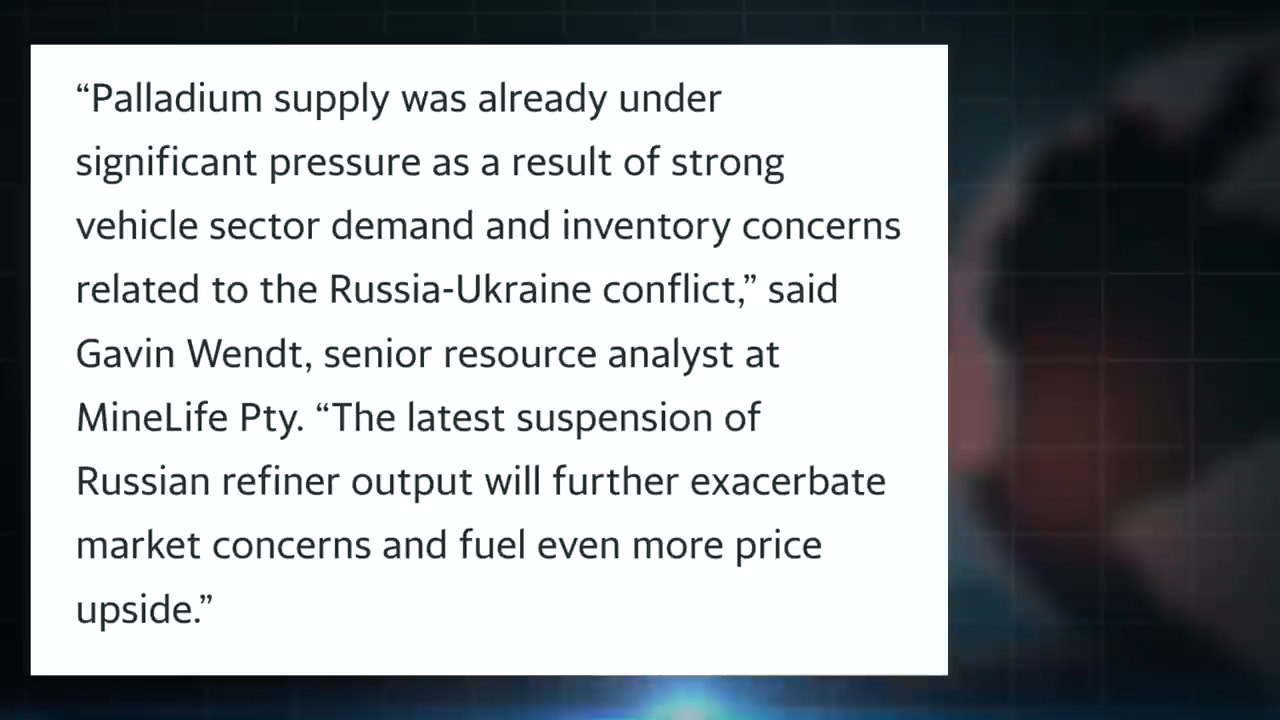 “Palladium supply was already under
significant pressure as a result of strong
vehicle sector demand and inventory concerns
related to the Russia-Ukraine conflict,” said
Gavin Wendt, senior resource analyst at
MineLife Pty. “The latest suspension of
Russian refiner output will further exacerbate
market concerns and fuel even more price
upside.”